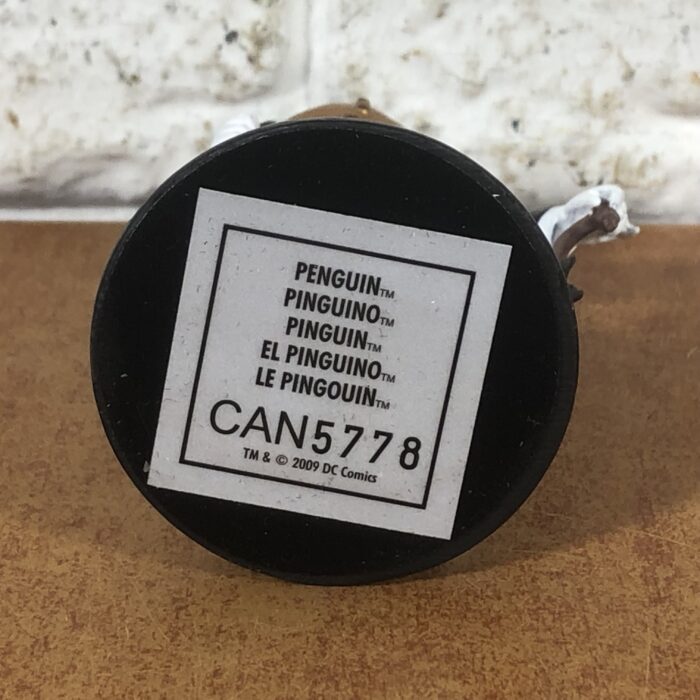 PENGUIN™
PINGUINO™
PINGUIN™
EL PINGUINO™
LE PINGOUIN™
CAN5778
TM & © 2009 DC Comics